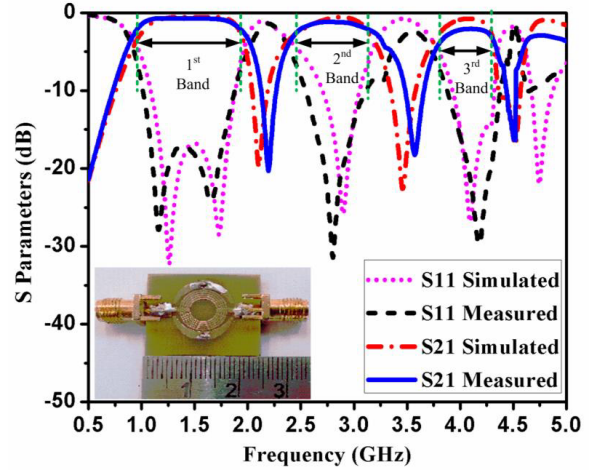 0
-10
-20
-30
-40
-50
S Parameters (dB)
1st
Band
2nd
Band
3rd
Band
S11 Simulated
S11 Measured
S21 Simulated
S21 Measured
1 2 3
0.5 1.0 1.5 2.0 2.5 3.0 3.5 4.0 4.5 5.0
Frequency (GHz)